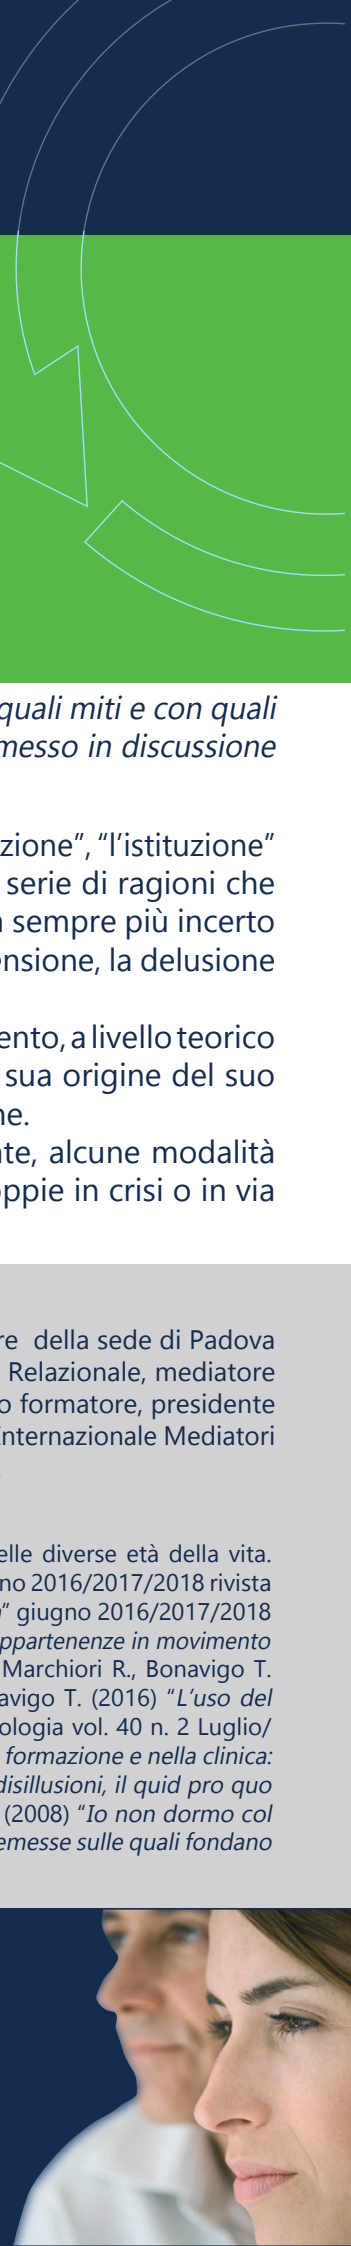 quali miti e con quali
messo in discussione
zione”, “l’istituzione”
serie di ragioni che
sempre più incerto
ensione, la delusione
ento, a livello teorico
sua origine del suo
ne.
te, alcune modalità
oppie in crisi o in via
re della sede di Padova
Relazionale, mediatore
o formatore, presidente
Internazionale Mediatori
elle diverse età della vita.
no 2016/2017/2018 rivista
” giugno 2016/2017/2018
ppartenenze in movimento
Marchiori R., Bonavigo T.
avigo T. (2016) “L’uso del
ologia vol. 40 n. 2 Luglio/
formazione e nella clinica:
disillusioni, il quid pro quo
(2008) “Io non dormo col
emesse sulle quali fondano